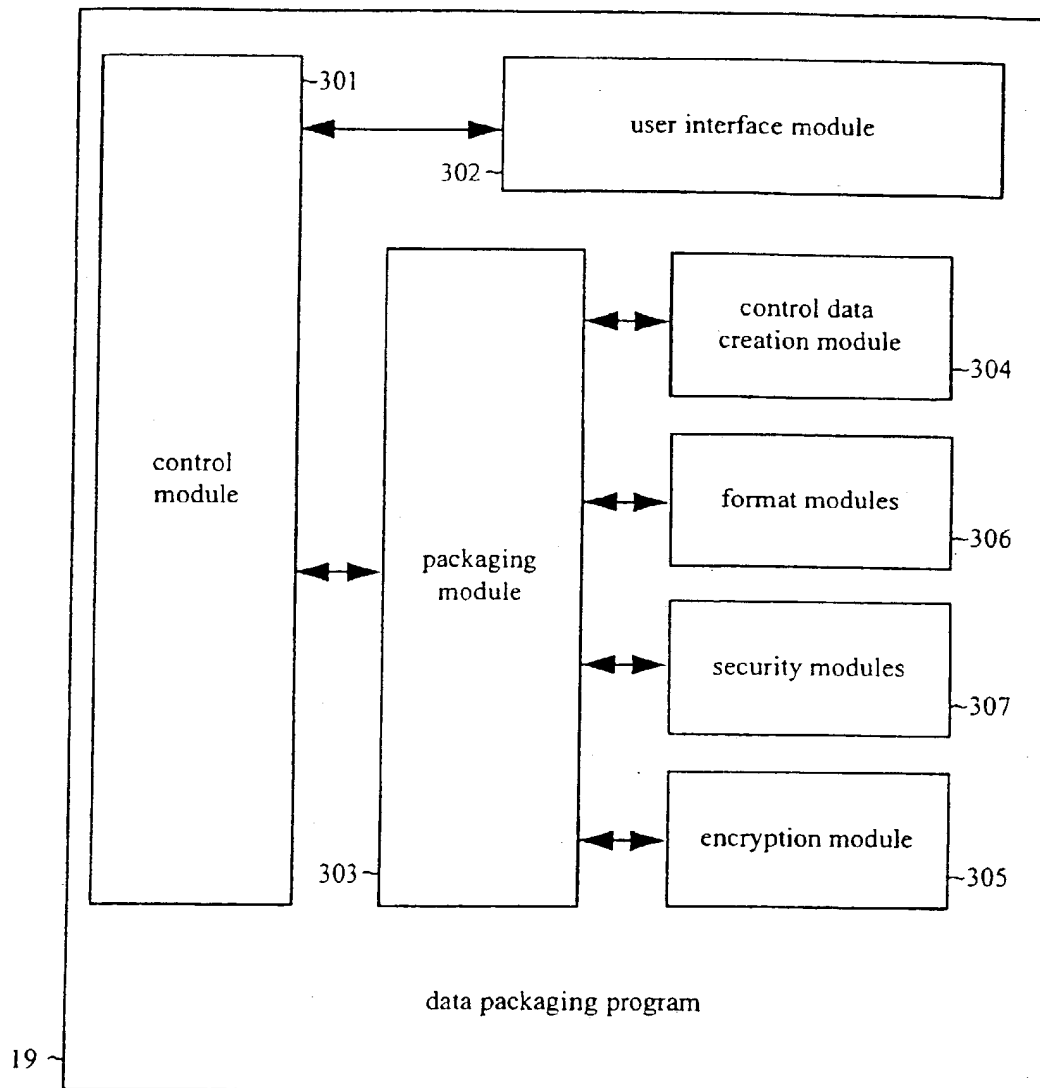 301
user interface module
302
control data
creation module
304
control
module
format modules
306
packaging
module
security modules
307
encryption module
303
305
data packaging program
19